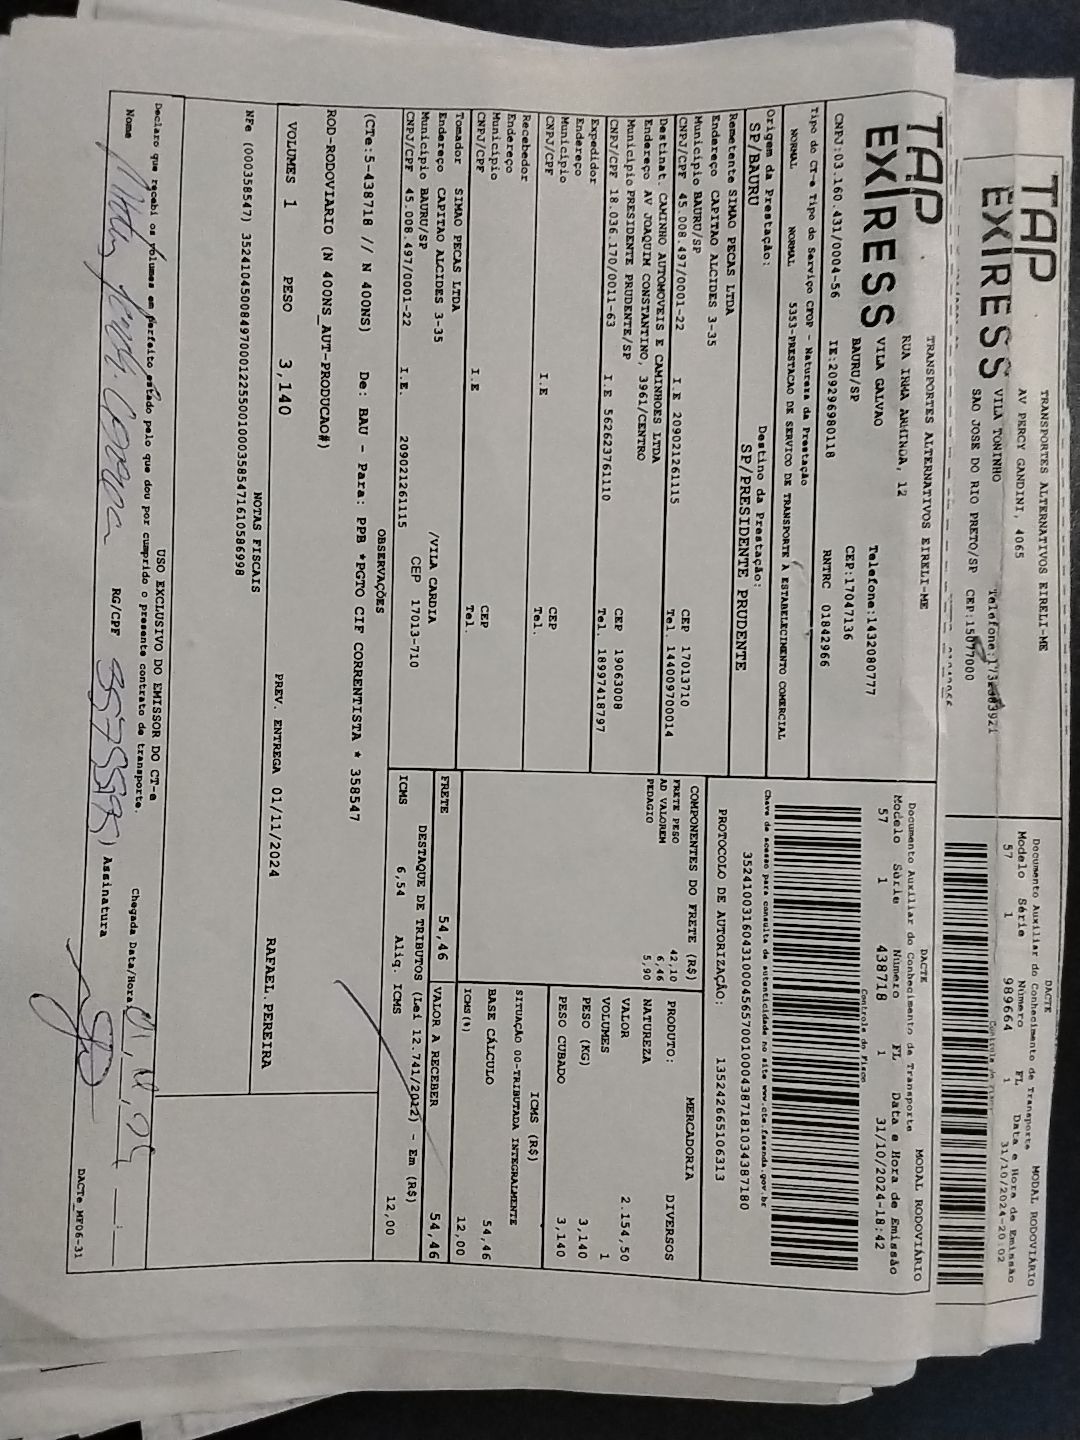 TAP
EXPRESS
TRANSPORTES ALTERNATIVOS EIRELI-ME
AV PERCY GANDINI, 4065
VILA TONINHO
SAO JOSE DO RIO PRETO/SP CEP:15077000
DACTE MODAL RODOVIÁRIO
Documento Auxiliar do Conhecimento de Transporte
Modelo Série Número FL Data e Hora de Emissão
57 1 989664 1 31/10/2024-20:02
TAP
EXPRESS
TRANSPORTES ALTERNATIVOS EIRELI-ME
RUA IRMA ARMINDA, 12
VILA GALVAO Telefone:1432080777
BAURU/SP CEP:17047136
CNPJ:03.160.431/0004-56 IE:209296980118 RNTRC 01842966
DACTE MODAL RODOVIÁRIO
Documento Auxiliar do Conhecimento de Transporte
Modelo Série Número FL Data e Hora de Emissão
57 1 438718 1 31/10/2024-18:42
Controle do Fisco
Chave de acesso para consulta de autenticidade no site www.cte.fazenda.gov.br
PROTOCOLO DE AUTORIZAÇÃO: 135242665106313
Tipo do CT-e Tipo do Serviço CFOP - Natureza da Prestação
NORMAL NORMAL 5353-PRESTACAO DE SERVICO DE TRANSPORTE A ESTABELECIMENTO COMERCIAL
Origem da Prestação: Destino da Prestação:
SP/BAURU SP/PRESIDENTE PRUDENTE
Remetente SIMAO PECAS LTDA
Endereço CAPITAO ALCIDES 3-35
Município BAURU/SP CEP 17013710
CNPJ/CPF 45.008.497/0001-22 I.E 209021261115 Tel. 144009700014
Destinat. CAMINHO AUTOMOVEIS E CAMINHOES LTDA
Endereço AV JOAQUIM CONSTANTINO, 3961/CENTRO
Município PRESIDENTE PRUDENTE/SP CEP 19063008
CNPJ/CPF 18.036.170/0011-63 I.E 562623761110 Tel. 18997418797
Expedidor
Endereço
Município CEP
CNPJ/CPF I.E Tel.
Recebedor
Endereço
Município CEP
CNPJ/CPF I.E Tel.
Tomador SIMAO PECAS LTDA
Endereço CAPITAO ALCIDES 3-35 /VILA CARDIA
Município BAURU/SP CEP 17013-710
CNPJ/CPF 45.008.497/0001-22 I.E. 209021261115
COMPONENTES DO FRETE (R$)
FRETE PESO 42,10
AD VALOREM 6,46
PEDAGIO 5,90
MERCADORIA
PRODUTO: DIVERSOS
NATUREZA
VALOR 2.154,50
VOLUMES 1
PESO (KG) 3,140
PESO CUBADO 3,140
ICMS (R$)
SITUAÇÃO 00-TRIBUTADA INTEGRALMENTE
BASE CÁLCULO 54,46
ICMS(%) 12,00
FRETE 54,46 VALOR A RECEBER 54,46
DESTAQUE DE TRIBUTOS (Lei 12.741/2012) - Em (R$)
ICMS 6,54 Aliq. ICMS 12,00
OBSERVAÇÕES
(CTe:5-438718 // N 400NS) De: BAU - Para: PPB *PGTO CIF CORRENTISTA * 358547
ROD-RODOVIARIO (N 400NS_AUT-PRODUCAO#)
VOLUMES 1 PESO 3,140 PREV. ENTREGA 01/11/2024 RAFAEL.PEREIRA
NOTAS FISCAIS
NFe (000358547) 35241045008497000122550010003585471610586998
USO EXCLUSIVO DO EMISSOR DO CT-e
Declaro que recebi os volumes em perfeito estado pelo que dou por cumprido o presente contrato de transporte.
Chegada Data/Hora
Nome RG/CPF Assinatura
DACTe_MF06-31